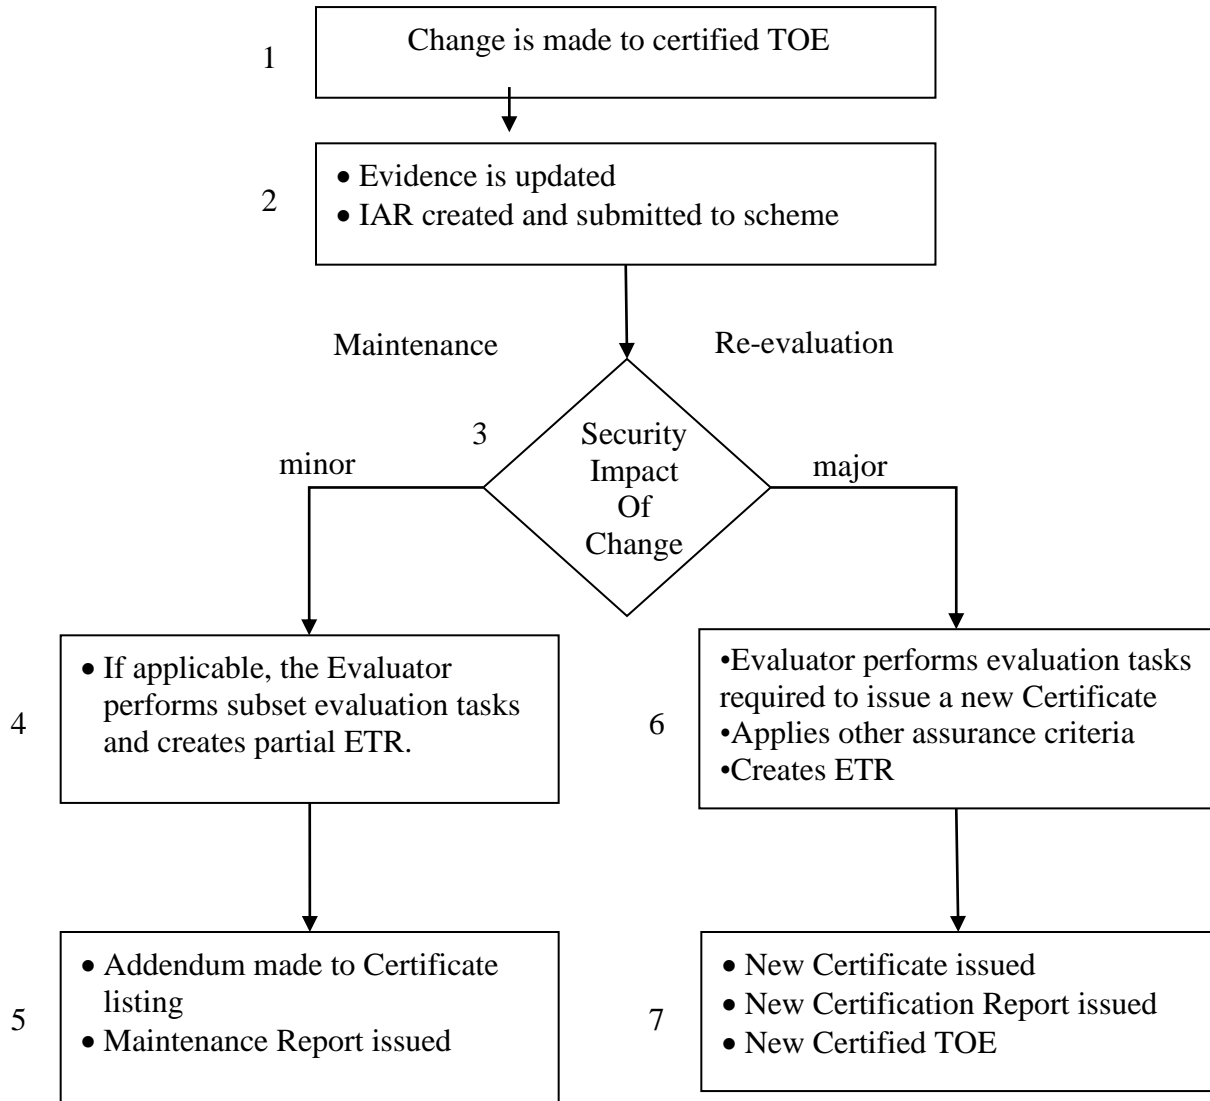 1
Change is made to certified TOE
2
• Evidence is updated
• IAR created and submitted to scheme
Maintenance
Re-evaluation
3
Security
Impact
Of
Change
minor
major
4
• If applicable, the Evaluator
performs subset evaluation tasks
and creates partial ETR.
6
•Evaluator performs evaluation tasks
required to issue a new Certificate
•Applies other assurance criteria
•Creates ETR
5
• Addendum made to Certificate
listing
• Maintenance Report issued
7
• New Certificate issued
• New Certification Report issued
• New Certified TOE